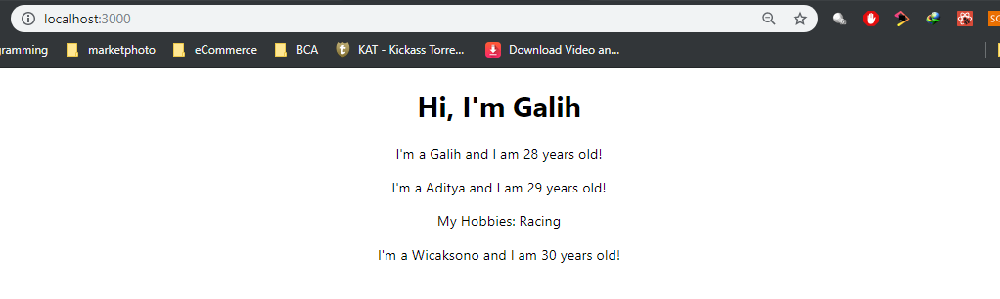 localhost:3000
gramming marketphoto eCommerce BCA KAT - Kickass Torre... Download Video an...
Hi, I'm Galih
I'm a Galih and I am 28 years old!
I'm a Aditya and I am 29 years old!
My Hobbies: Racing
I'm a Wicaksono and I am 30 years old!